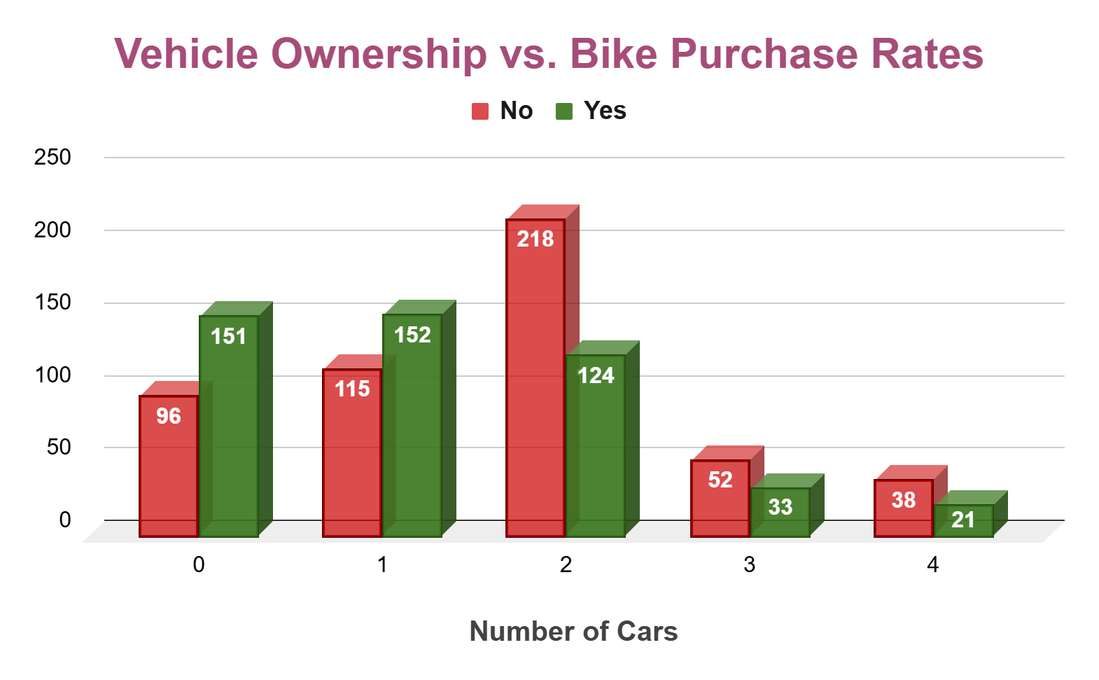 Vehicle Ownership vs. Bike Purchase Rates
No Yes
250
200
150
100
50
0
96 151
115 152
218 124
52 33
38 21
0 1 2 3 4
Number of Cars